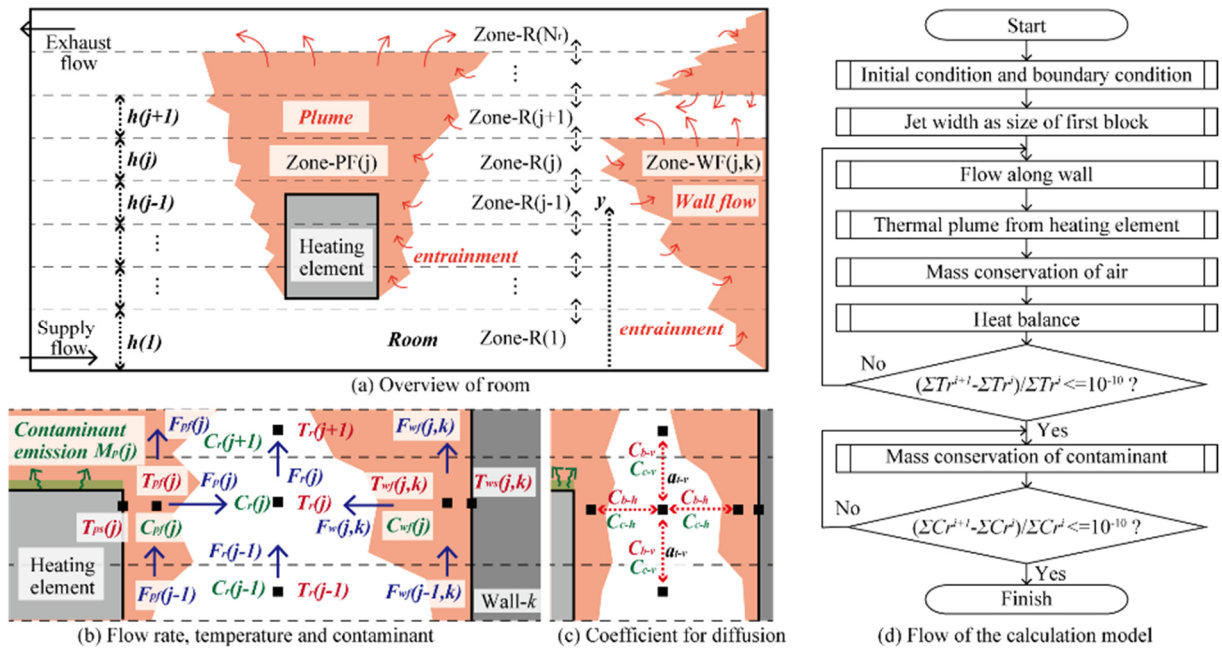 Exhaust
flow
h(j+1)
h(j)
h(j-1)
⋮
h(1)
Supply
flow
Plume
Zone-PF(j)
Heating
element
entrainment
Room
Zone-R(Nr)
⋮
Zone-R(j+1)
Zone-R(j)
Zone-R(j-1)
⋮
Zone-R(1)
y
Zone-WF(j,k)
Wall flow
entrainment
(a) Overview of room
Contaminant
emission Mp(j)
Fpf(j)
Tpf(j)
Fp(j)
Tps(j)
Cpf(j)
Heating
element
Fpf(j-1)
Cr(j+1)
Tr(j+1)
Fr(j)
Cr(j)
Tr(j)
Fr(j-1)
Cr(j-1)
Tr(j-1)
Fwf(j,k)
Twf(j,k)
Tws(j,k)
Fw(j,k)
Cwf(j)
Fwf(j-1,k)
Wall-k
(b) Flow rate, temperature and contaminant
Cb-v
Cc-v
at-v
Cb-h
Cc-h
Cb-h
Cc-h
Cb-v
Cc-v
at-v
(c) Coefficient for diffusion
Start
Initial condition and boundary condition
Jet width as size of first block
Flow along wall
Thermal plume from heating element
Mass conservation of air
Heat balance
No
(ΣTrⁱ⁺¹-ΣTrⁱ)/ΣTrⁱ<=10⁻¹⁰ ?
Yes
Mass conservation of contaminant
No
(ΣCrⁱ⁺¹-ΣCrⁱ)/ΣCrⁱ<=10⁻¹⁰ ?
Yes
Finish
(d) Flow of the calculation model